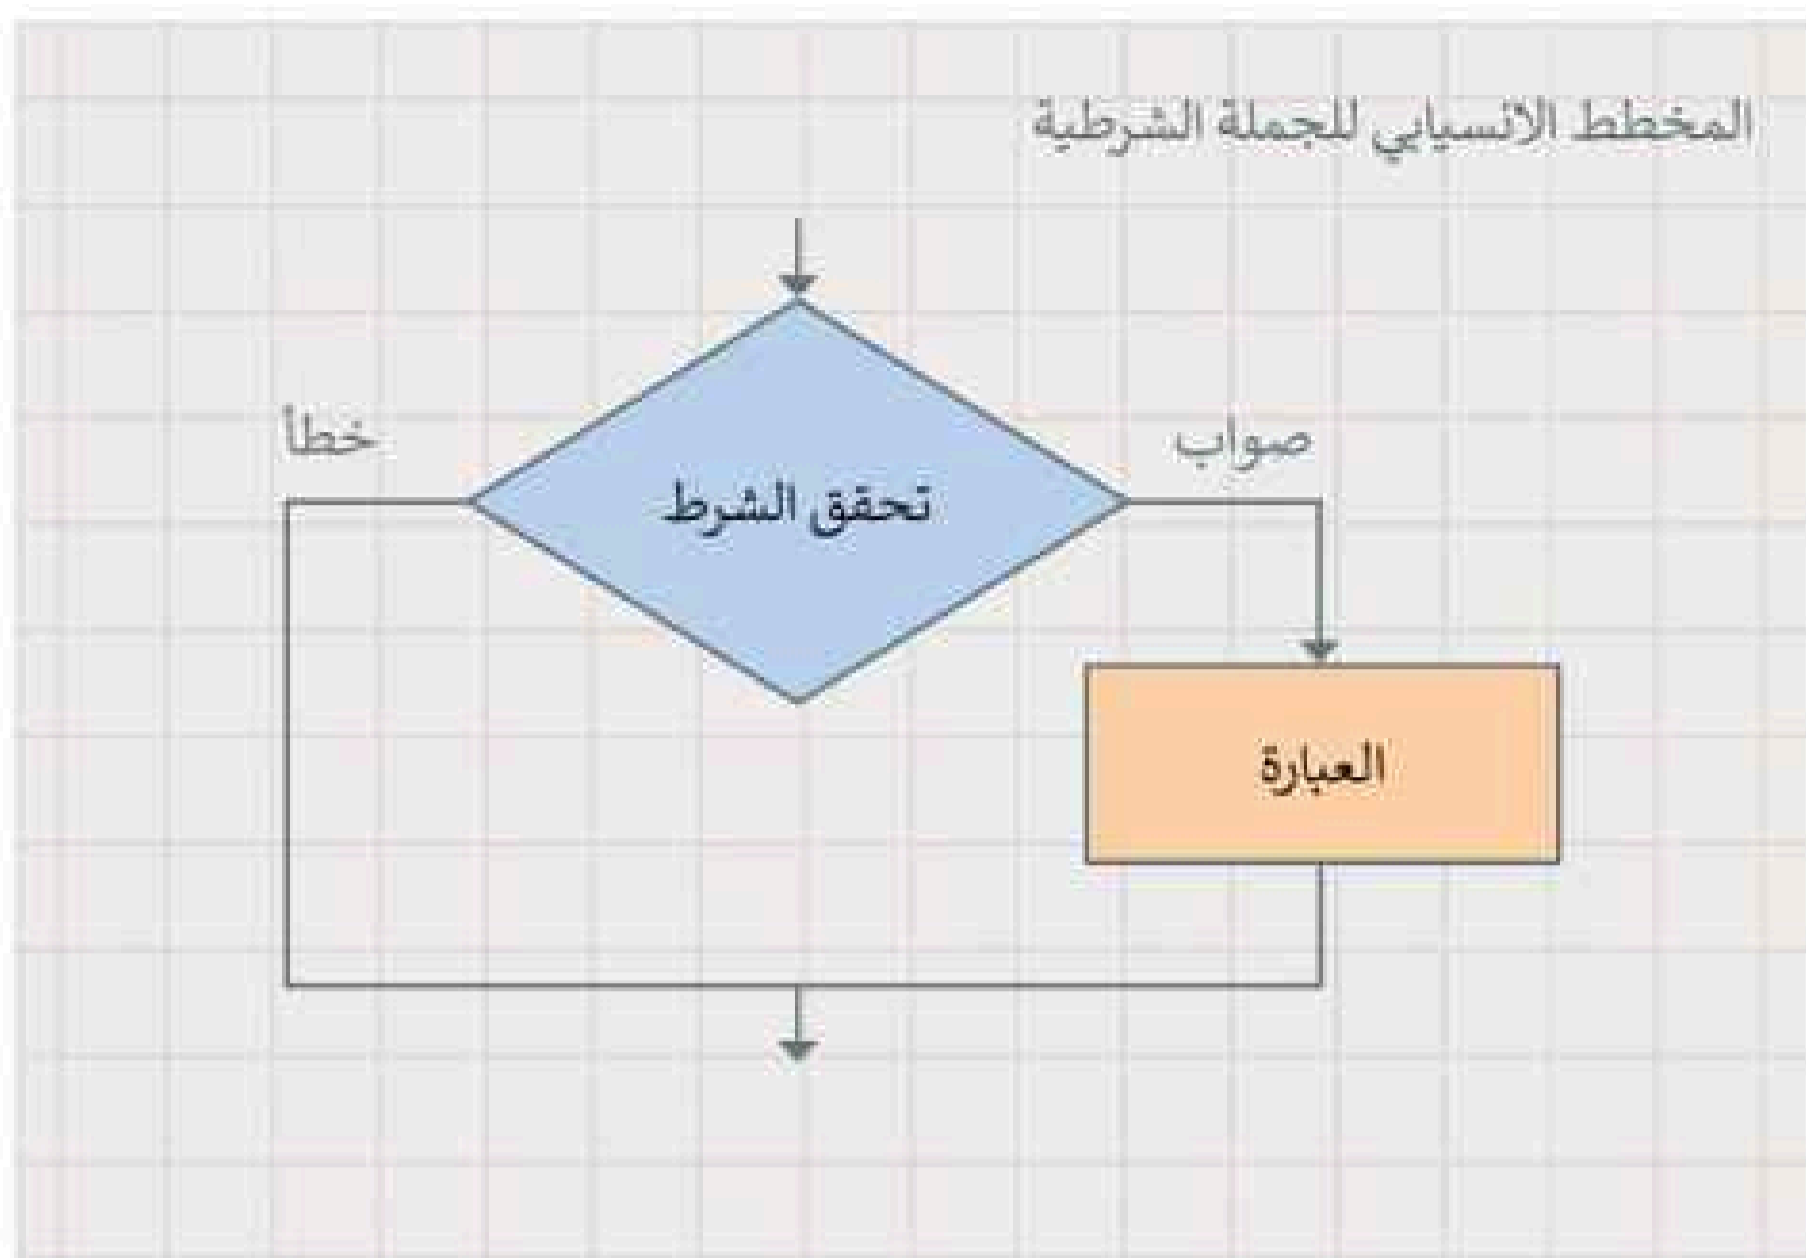 المخطط الانسيابي للجملة الشرطية
صواب
خطأ
تحقق الشرط
العبارة